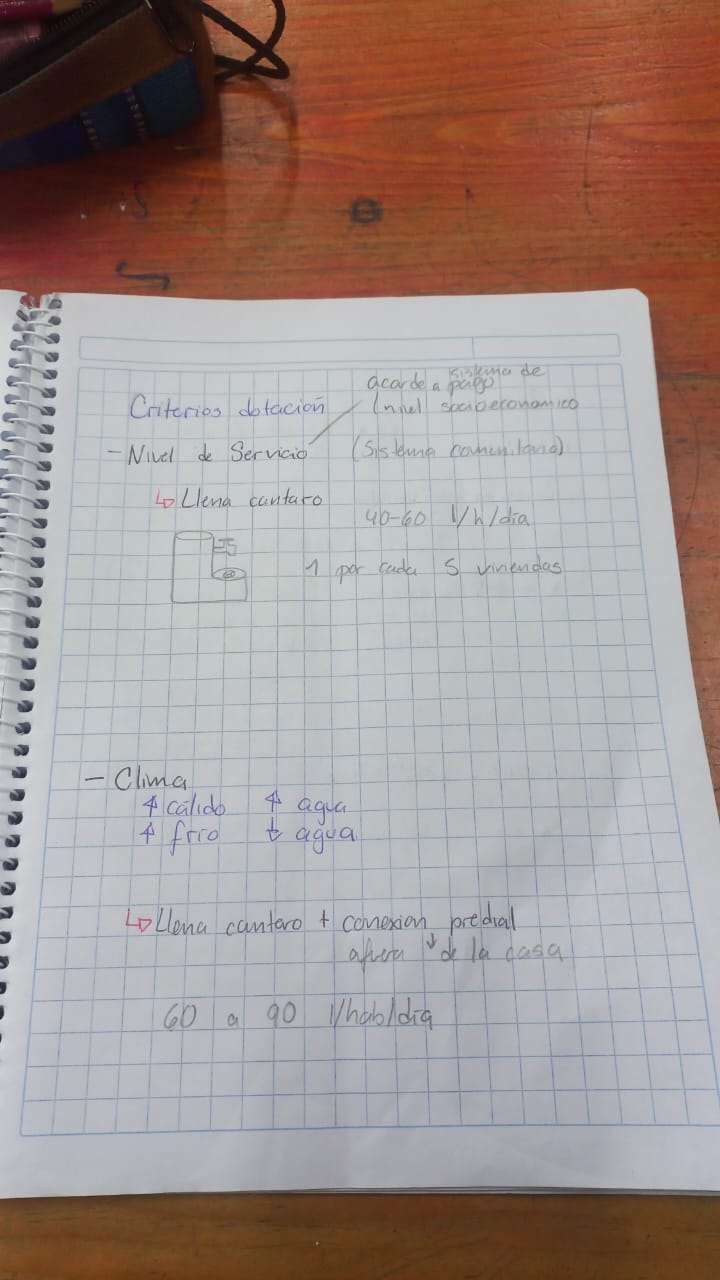 Criterios dotación
acorde a sistema de pago
(nivel socioeconomico
- Nivel de Servicio (Sistema comunitario)
↳ Llena cantaro
40-60 l/h/dia
1 por cada 5 viviendas
- Clima
↑ cálido ↑ agua
↑ frío ↓ agua
↳ Llena cantaro + conexion predial
afuera ↓ de la casa
60 a 90 l/hab/dia